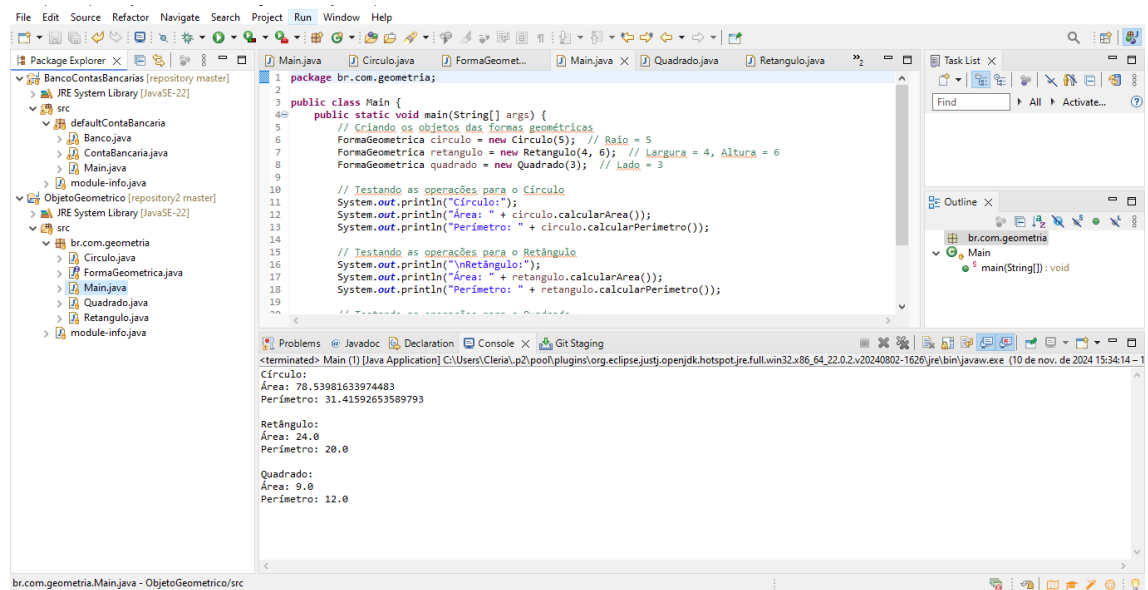 File Edit Source Refactor Navigate Search Project Run Window Help
Package Explorer
BancoContasBancarias [repository master]
JRE System Library [JavaSE-22]
src
defaultContaBancaria
Banco.java
ContaBancaria.java
Main.java
module-info.java
ObjetoGeometrico [repository2 master]
JRE System Library [JavaSE-22]
src
br.com.geometria
Circulo.java
FormaGeometrica.java
Main.java
Quadrado.java
Retangulo.java
module-info.java
Main.java Circulo.java FormaGeomet... Main.java Quadrado.java Retangulo.java »2
1 package br.com.geometria;
2
3 public class Main {
4 public static void main(String[] args) {
5 // Criando os objetos das formas geométricas
6 FormaGeometrica circulo = new Circulo(5); // Raio = 5
7 FormaGeometrica retangulo = new Retangulo(4, 6); // Largura = 4, Altura = 6
8 FormaGeometrica quadrado = new Quadrado(3); // Lado = 3
9
10 // Testando as operações para o Círculo
11 System.out.println("Círculo:");
12 System.out.println("Área: " + circulo.calcularArea());
13 System.out.println("Perímetro: " + circulo.calcularPerimetro());
14
15 // Testando as operações para o Retângulo
16 System.out.println("\nRetângulo:");
17 System.out.println("Área: " + retangulo.calcularArea());
18 System.out.println("Perímetro: " + retangulo.calcularPerimetro());
19
Task List
Find All Activate...
Outline
br.com.geometria
Main
main(String[]) : void
Problems Javadoc Declaration Console Git Staging
<terminated> Main (1) [Java Application] C:\Users\Cleria\.p2\pool\plugins\org.eclipse.justj.openjdk.hotspot.jre.full.win32.x86_64_22.0.2.v20240802-1626\jre\bin\javaw.exe (10 de nov. de 2024 15:34:14 – 1
Círculo:
Área: 78.53981633974483
Perímetro: 31.41592653589793
Retângulo:
Área: 24.0
Perímetro: 20.0
Quadrado:
Área: 9.0
Perímetro: 12.0
br.com.geometria.Main.java - ObjetoGeometrico/src